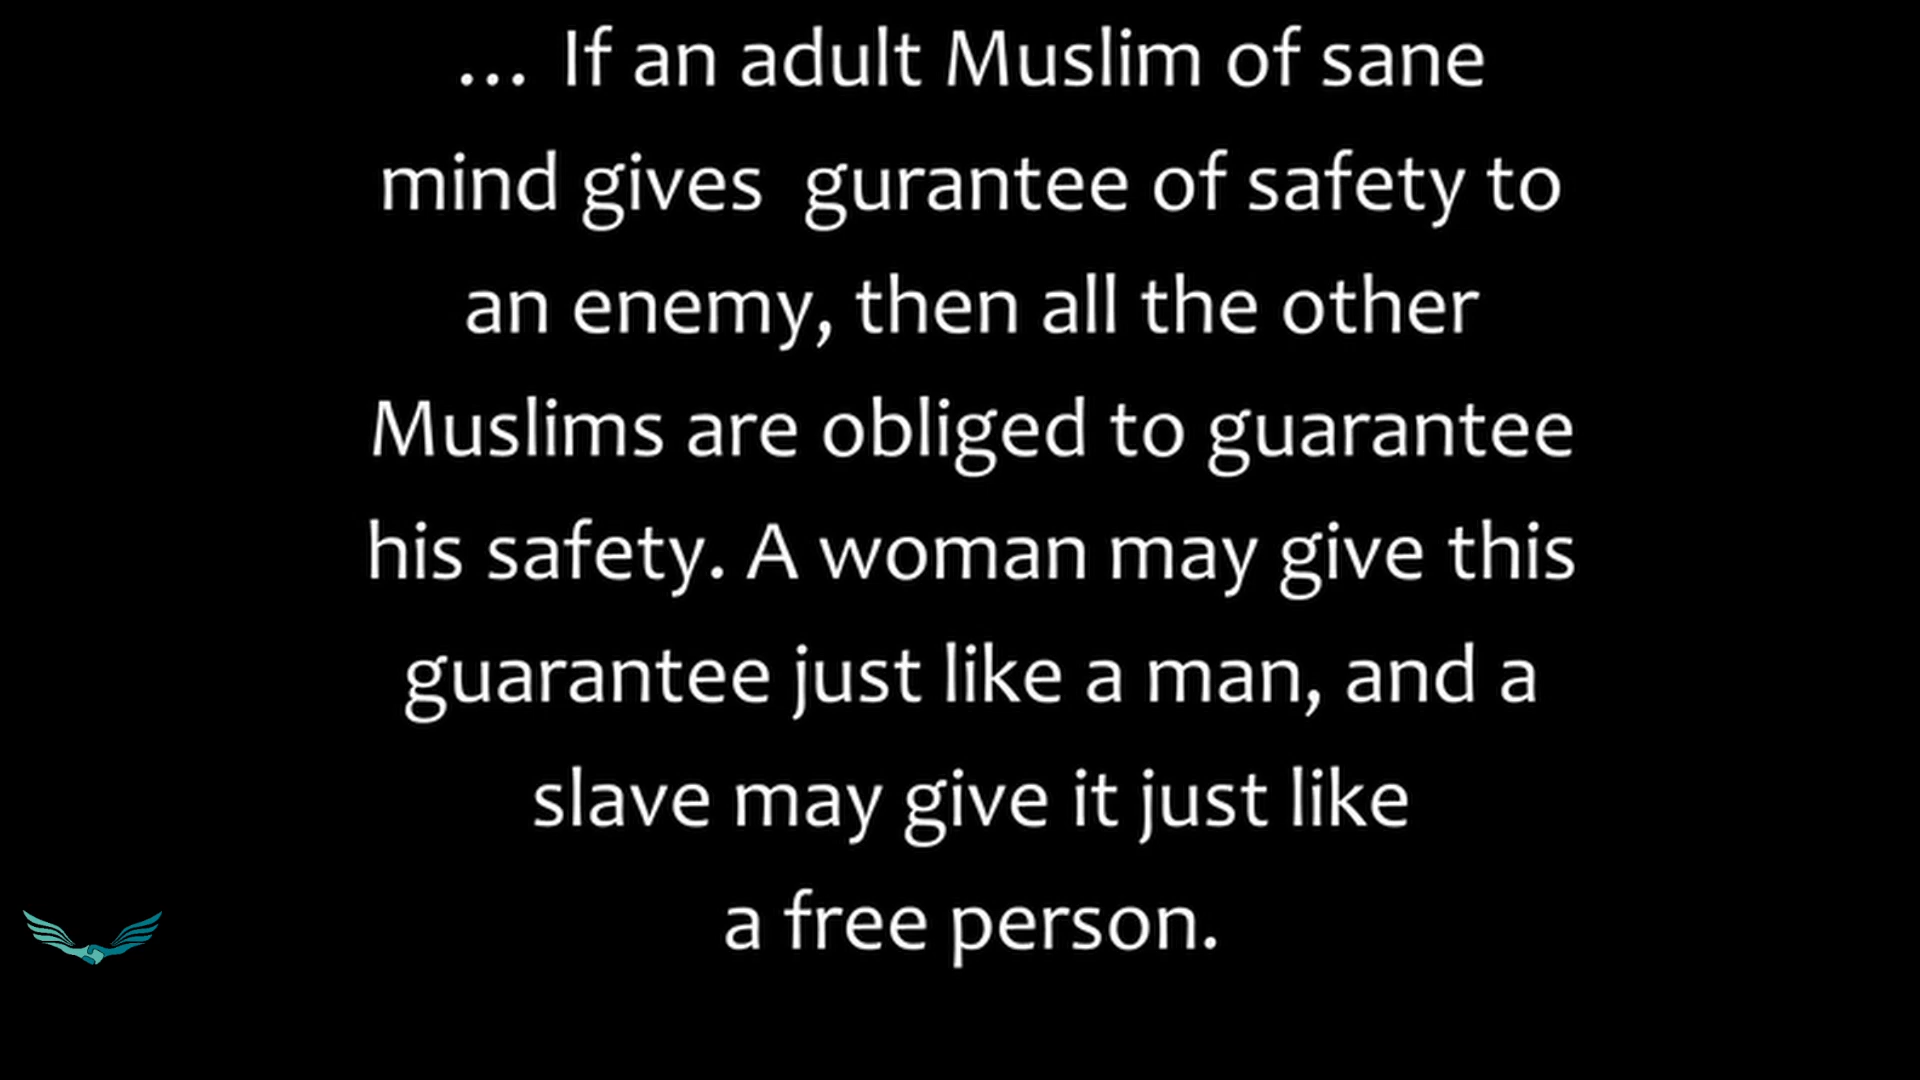 ... If an adult Muslim of sane
mind gives gurantee of safety to
an enemy, then all the other
Muslims are obliged to guarantee
his safety. A woman may give this
guarantee just like a man, and a
slave may give it just like
a free person.